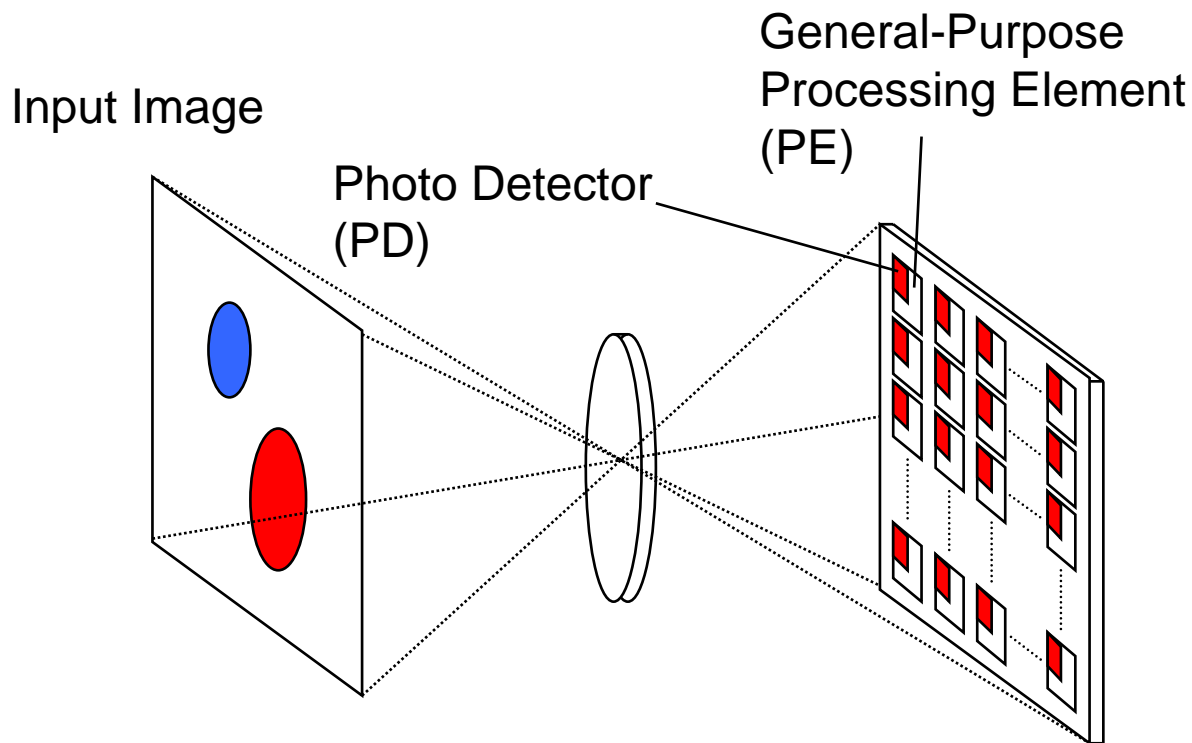 Input Image
Photo Detector
(PD)
General-Purpose
Processing Element
(PE)